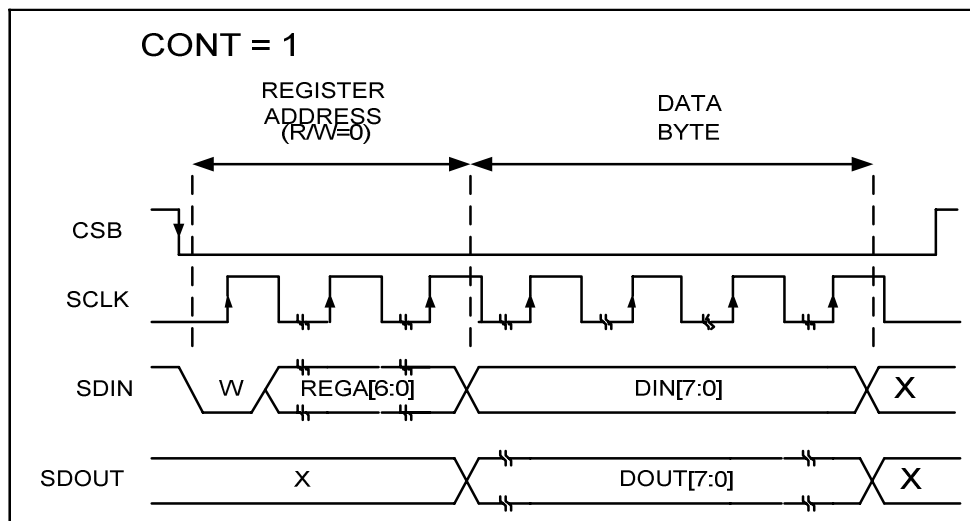 CONT = 1
REGISTER
ADDRESS
(R/W=0)
DATA
BYTE
CSB
SCLK
SDIN
W
REGA[6:0]
DIN[7:0]
X
SDOUT
X
DOUT[7:0]
X